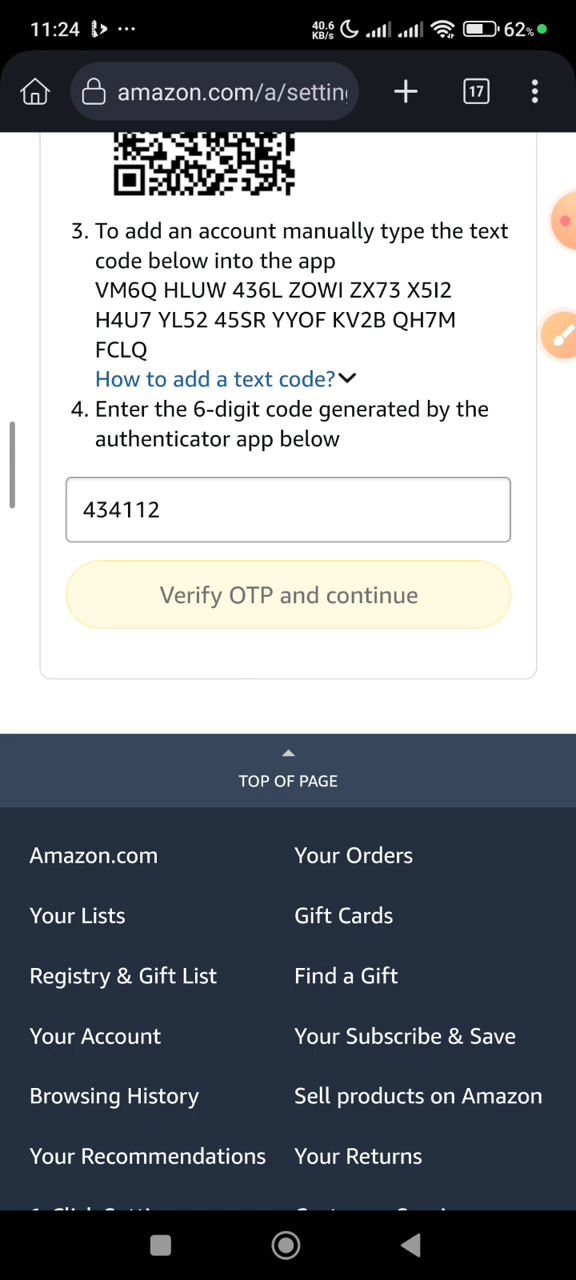 11:24
40.6
KB/s
62%
amazon.com/a/settin
17
3. To add an account manually type the text
code below into the app
VM6Q HLUW 436L ZOWI ZX73 X5I2
H4U7 YL52 45SR YYOF KV2B QH7M
FCLQ
How to add a text code?
4. Enter the 6-digit code generated by the
authenticator app below
434112
Verify OTP and continue
TOP OF PAGE
Amazon.com
Your Orders
Your Lists
Gift Cards
Registry & Gift List
Find a Gift
Your Account
Your Subscribe & Save
Browsing History
Sell products on Amazon
Your Recommendations
Your Returns